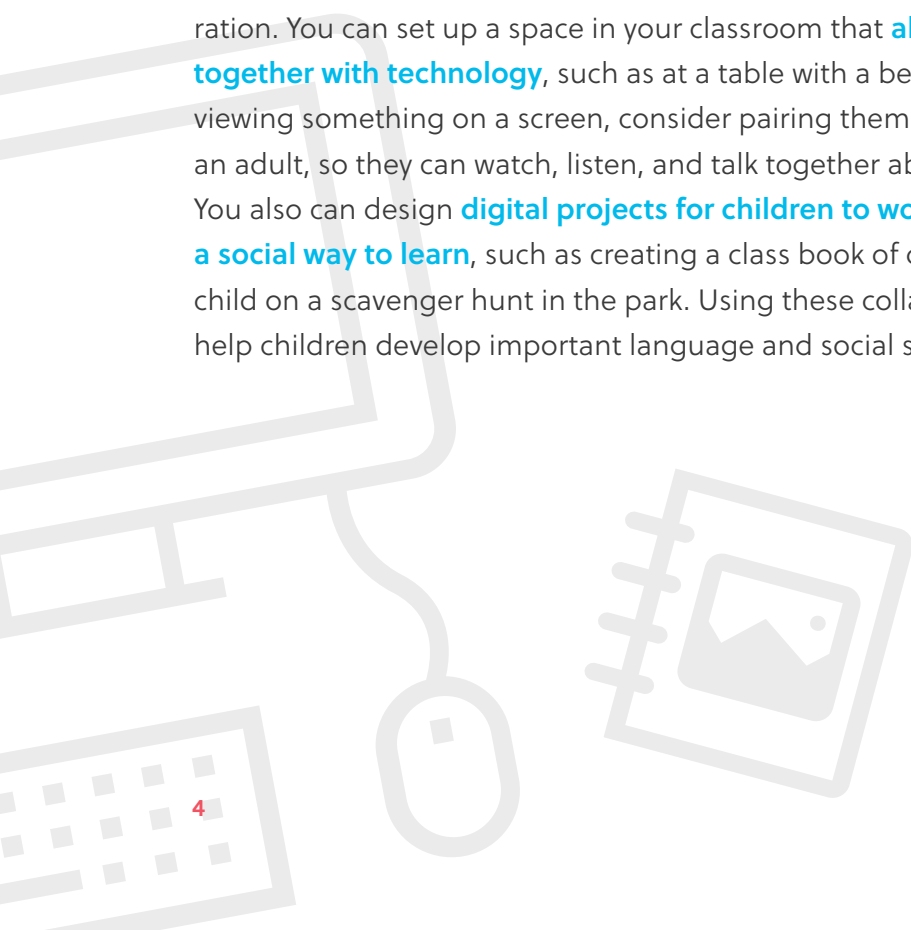 ration. You can set up a space in your classroom that
together with technology, such as at a table with a
viewing something on a screen, consider pairing them
an adult, so they can watch, listen, and talk together
You also can design digital projects for children to
a social way to learn, such as creating a class book of
child on a scavenger hunt in the park. Using these
help children develop important language and social
4